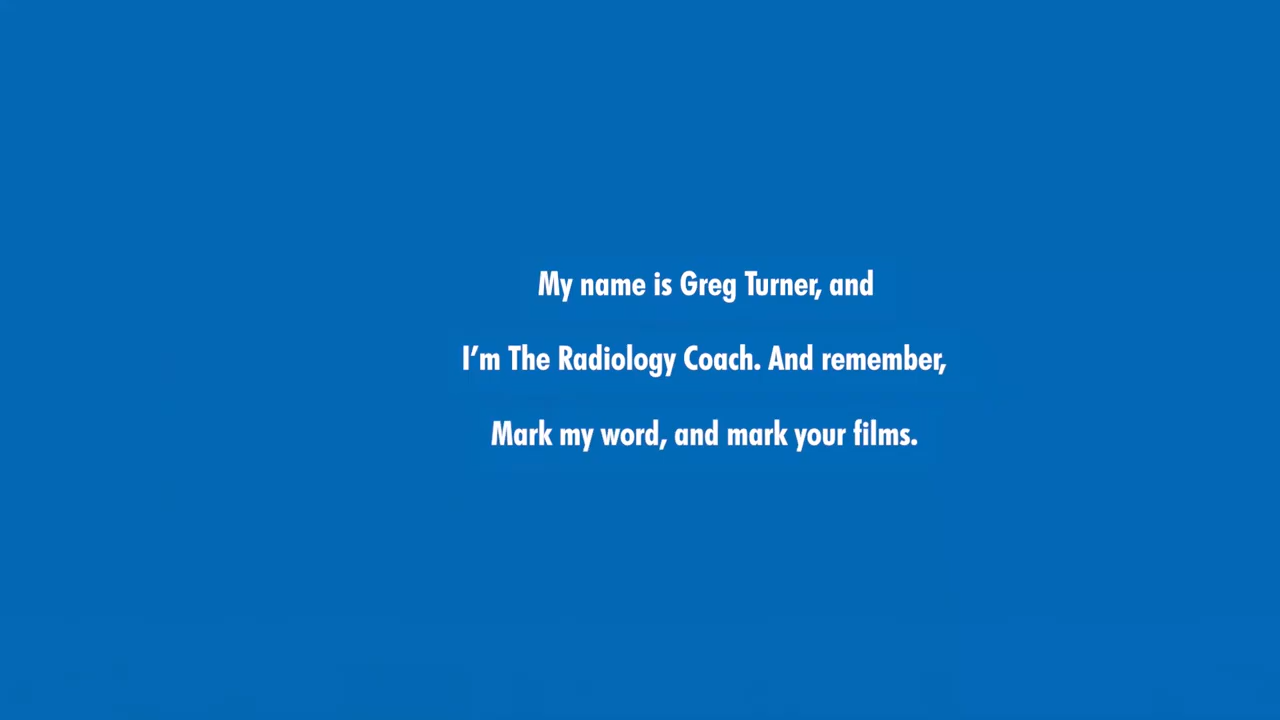 My name is Greg Turner, and
I’m The Radiology Coach. And remember,
Mark my word, and mark your films.